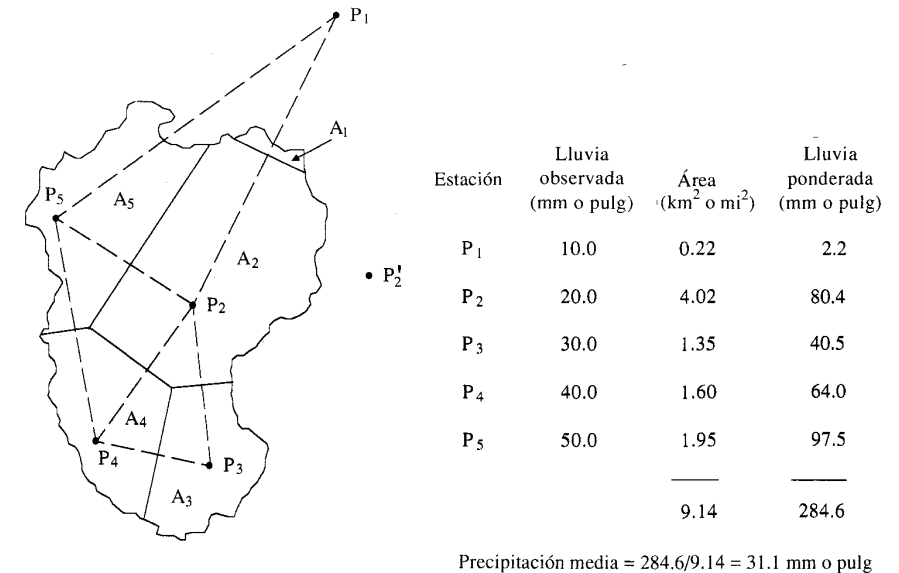 P1
A1
P5
A5
A2
P2'
P2
A4
P4
P3
A3
Lluvia Lluvia
Estación observada Área ponderada
(mm o pulg) (km² o mi²) (mm o pulg)
P1 10.0 0.22 2.2
P2 20.0 4.02 80.4
P3 30.0 1.35 40.5
P4 40.0 1.60 64.0
P5 50.0 1.95 97.5
9.14 284.6
Precipitación media = 284.6/9.14 = 31.1 mm o pulg